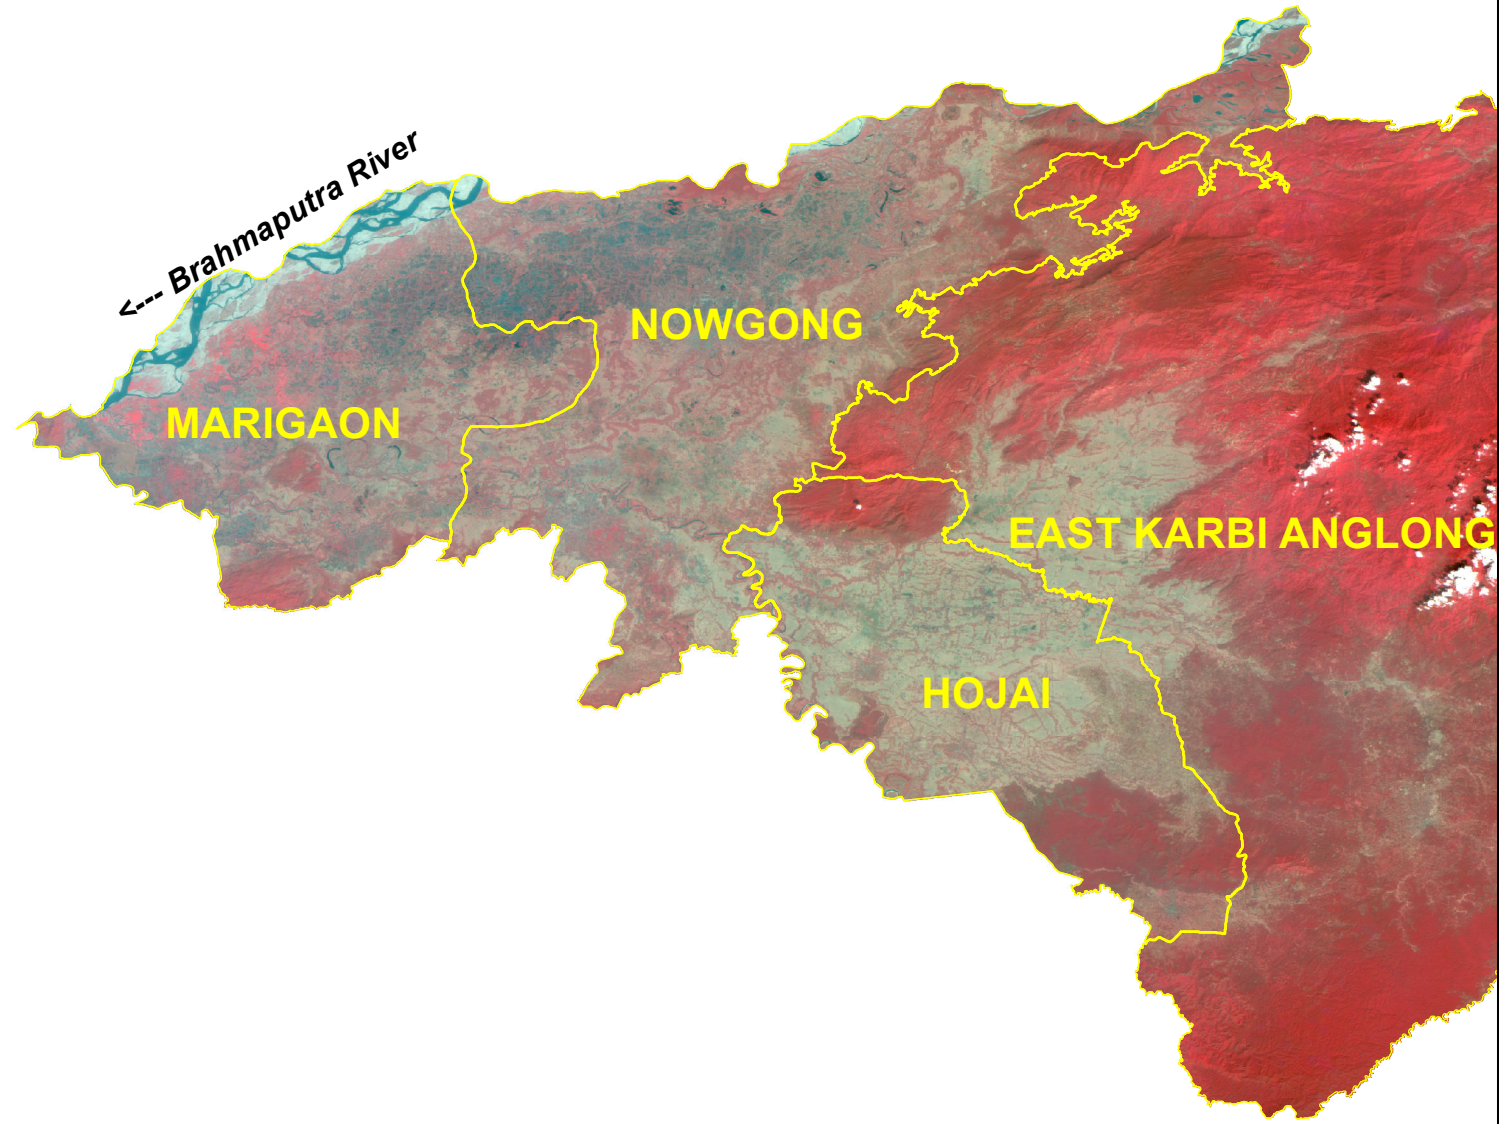 <--- Brahmaputra River
NOWGONG
MARIGAON
EAST KARBI ANGLONG
HOJAI